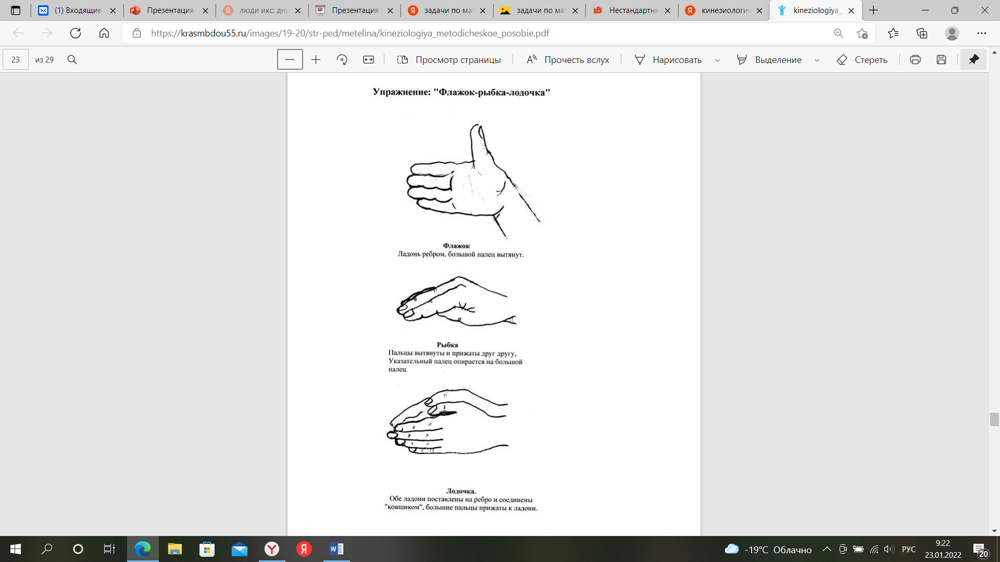 (1) Входящие
Презентация-
люди икс: дн
Презентация
задачи по ма
задачи по ма
Нестандартны
кинезиологич
kineziologiya_
https://krasmbdou55.ru/images/19-20/str-ped/metelina/kineziologiya_metodicheskoe_posobie.pdf
23 из 29
Просмотр страницы
Прочесть вслух
Нарисовать
Выделение
Стереть
Упражнение: "Флажок-рыбка-лодочка"
Флажок
Ладонь ребром, большой палец вытянут.
Рыбка
Пальцы вытянуты и прижаты друг другу,
Указательный палец опирается на большой
палец.
Лодочка.
Обе ладони поставлены на ребро и соединены
"ковшиком", большие пальцы прижаты к ладони.
-19°C Облачно
РУС
9:22
23.01.2022
20